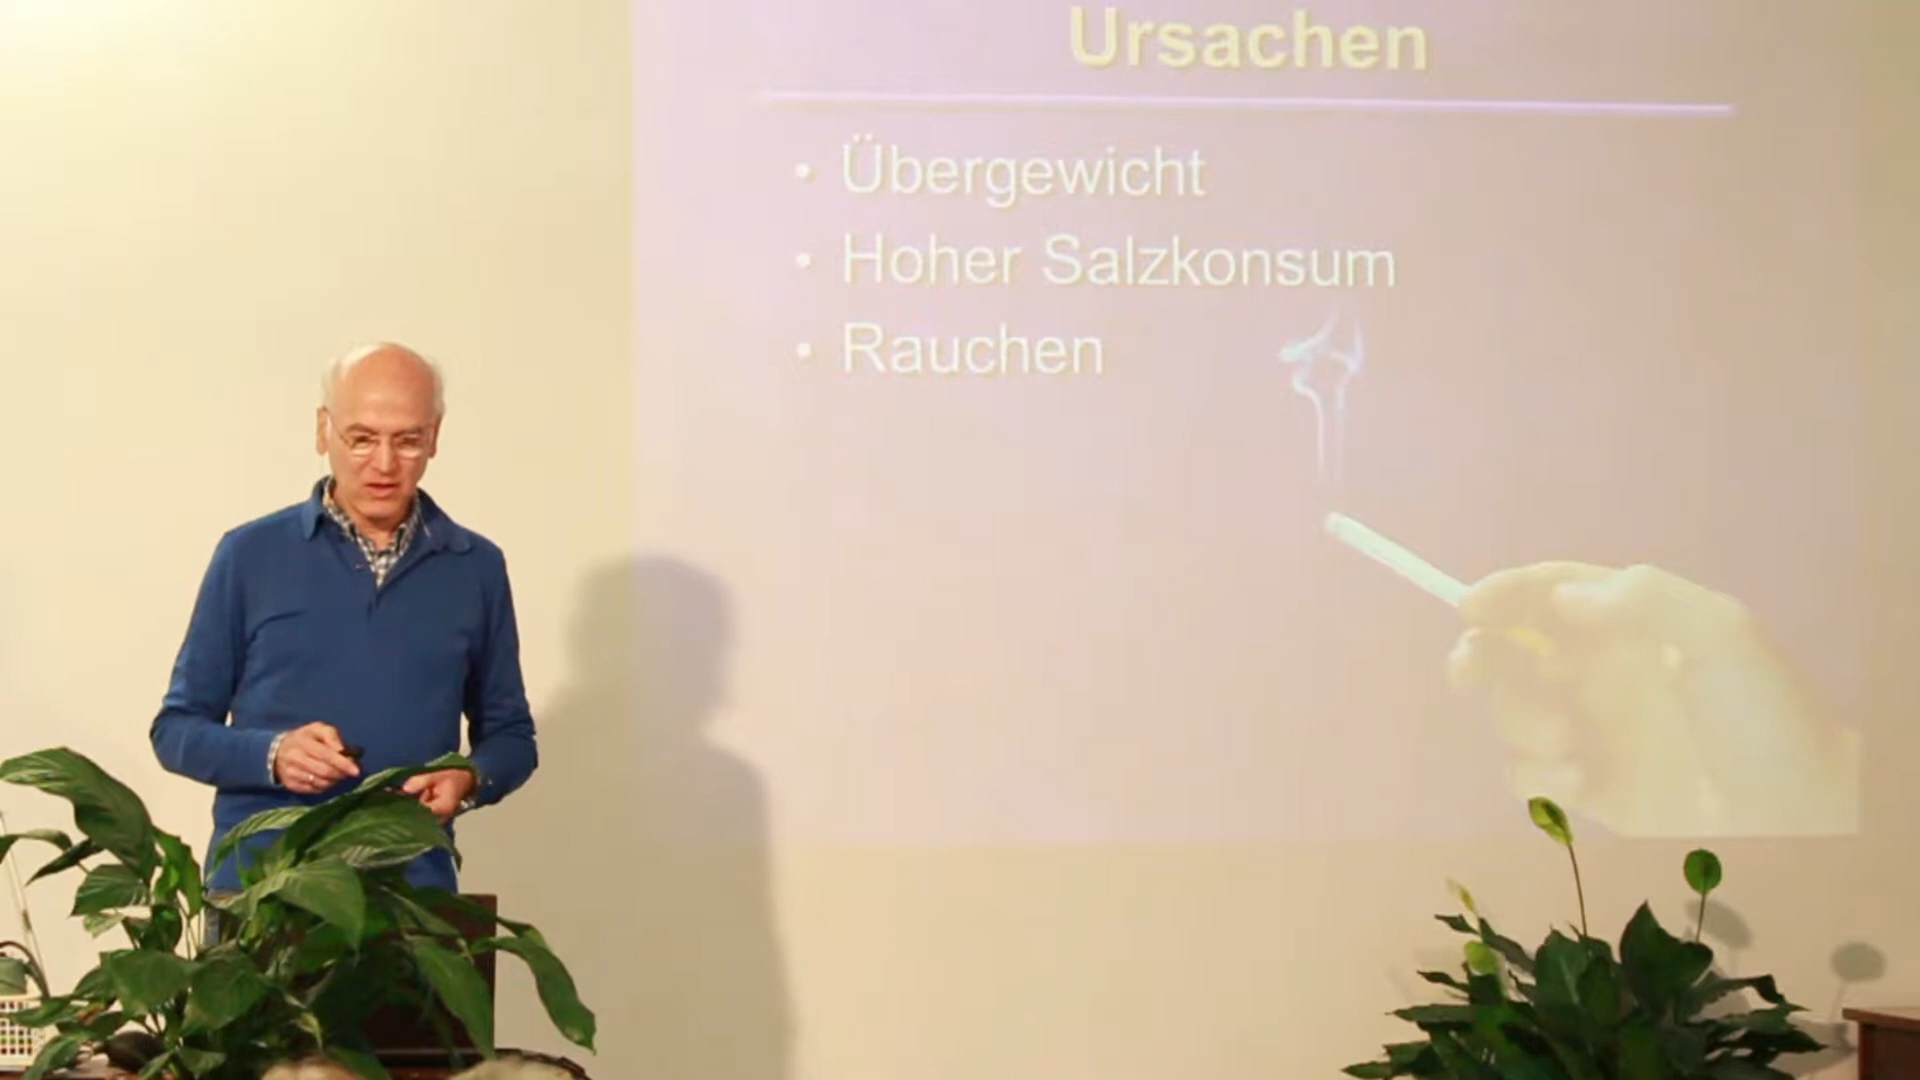 Ursachen
• Übergewicht
• Hoher Salzkonsum
• Rauchen